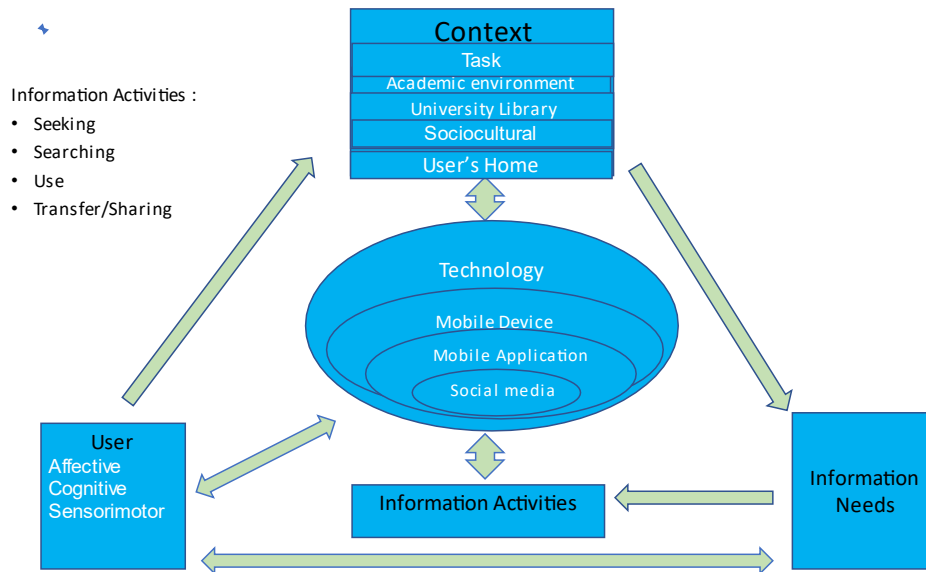 Context
Task
Academic environment
University Library
Sociocultural
User's Home
Information Activities :
• Seeking
• Searching
• Use
• Transfer/Sharing
Technology
Mobile Device
Mobile Application
Social media
User
Affective
Cognitive
Sensorimotor
Information Activities
Information
Needs